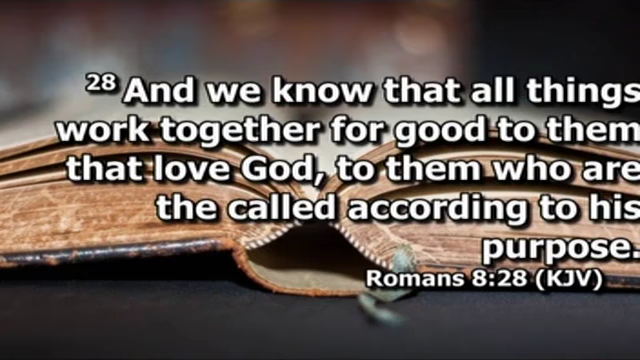 28 And we know that all things
work together for good to them
that love God, to them who are
the called according to his
purpose.
Romans 8:28 (KJV)